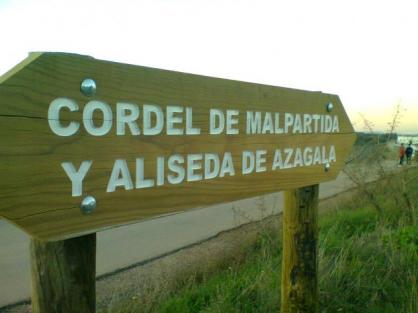 CORDEL DE MALPARTIDA
Y ALISEDA DE AZAGALA